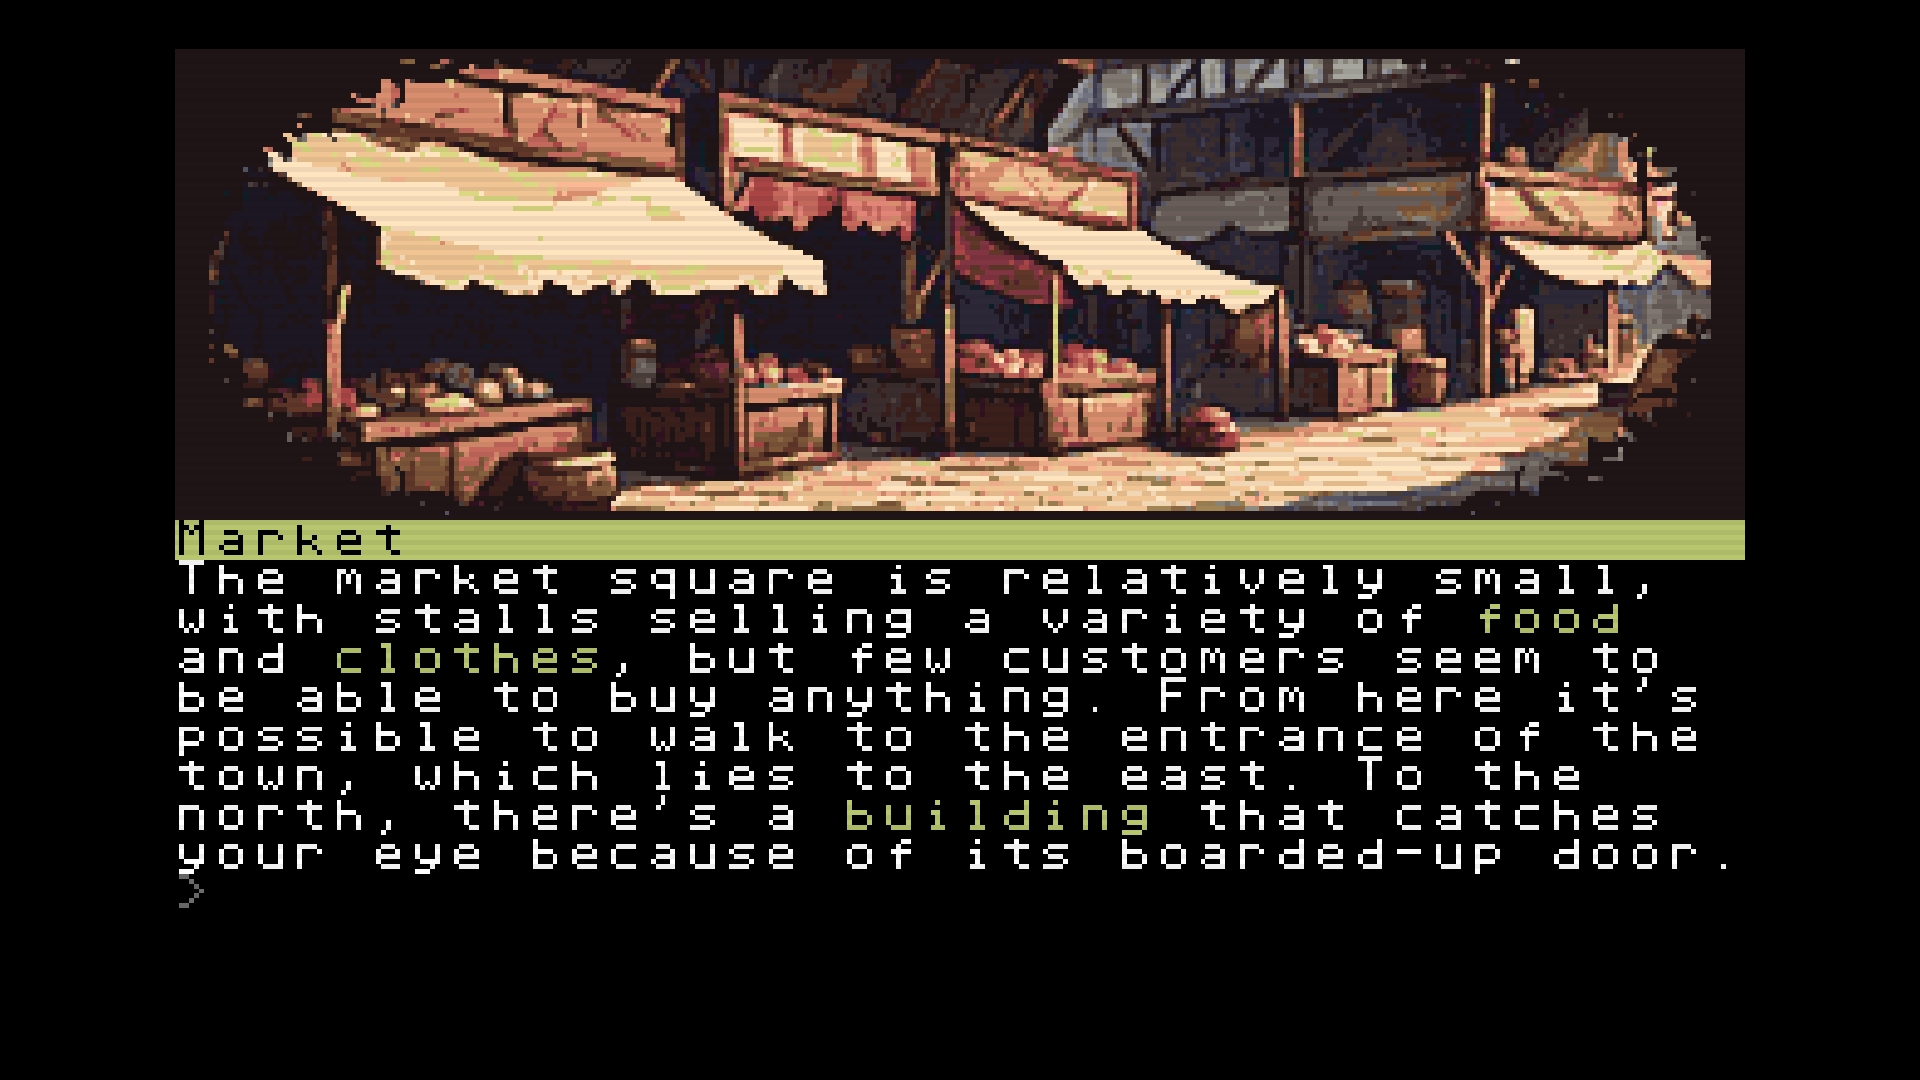 Market
The market square is relatively small,
with stalls selling a variety of food
and clothes, but few customers seem to
be able to buy anything. From here it's
possible to walk to the entrance of the
town, which lies to the east. To the
north, there's a building that catches
your eye because of its boarded-up door.
>